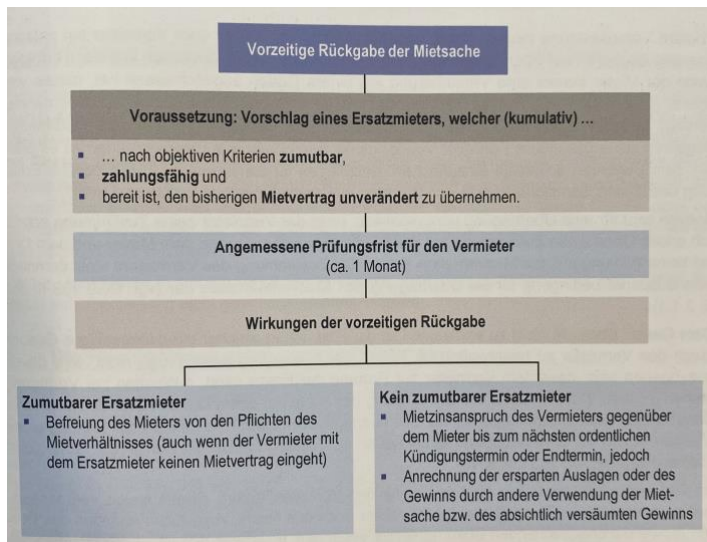 Vorzeitige Rückgabe der Mietsache
Voraussetzung: Vorschlag eines Ersatzmieters, welcher (kumulativ) ...
▪ ... nach objektiven Kriterien zumutbar,
▪ zahlungsfähig und
▪ bereit ist, den bisherigen Mietvertrag unverändert zu übernehmen.
Angemessene Prüfungsfrist für den Vermieter
(ca. 1 Monat)
Wirkungen der vorzeitigen Rückgabe
Zumutbarer Ersatzmieter
▪ Befreiung des Mieters von den Pflichten des
Mietverhältnisses (auch wenn der Vermieter mit
dem Ersatzmieter keinen Mietvertrag eingeht)
Kein zumutbarer Ersatzmieter
▪ Mietzinsanspruch des Vermieters gegenüber
dem Mieter bis zum nächsten ordentlichen
Kündigungstermin oder Endtermin, jedoch
▪ Anrechnung der ersparten Auslagen oder des
Gewinns durch andere Verwendung der Miet-
sache bzw. des absichtlich versäumten Gewinns